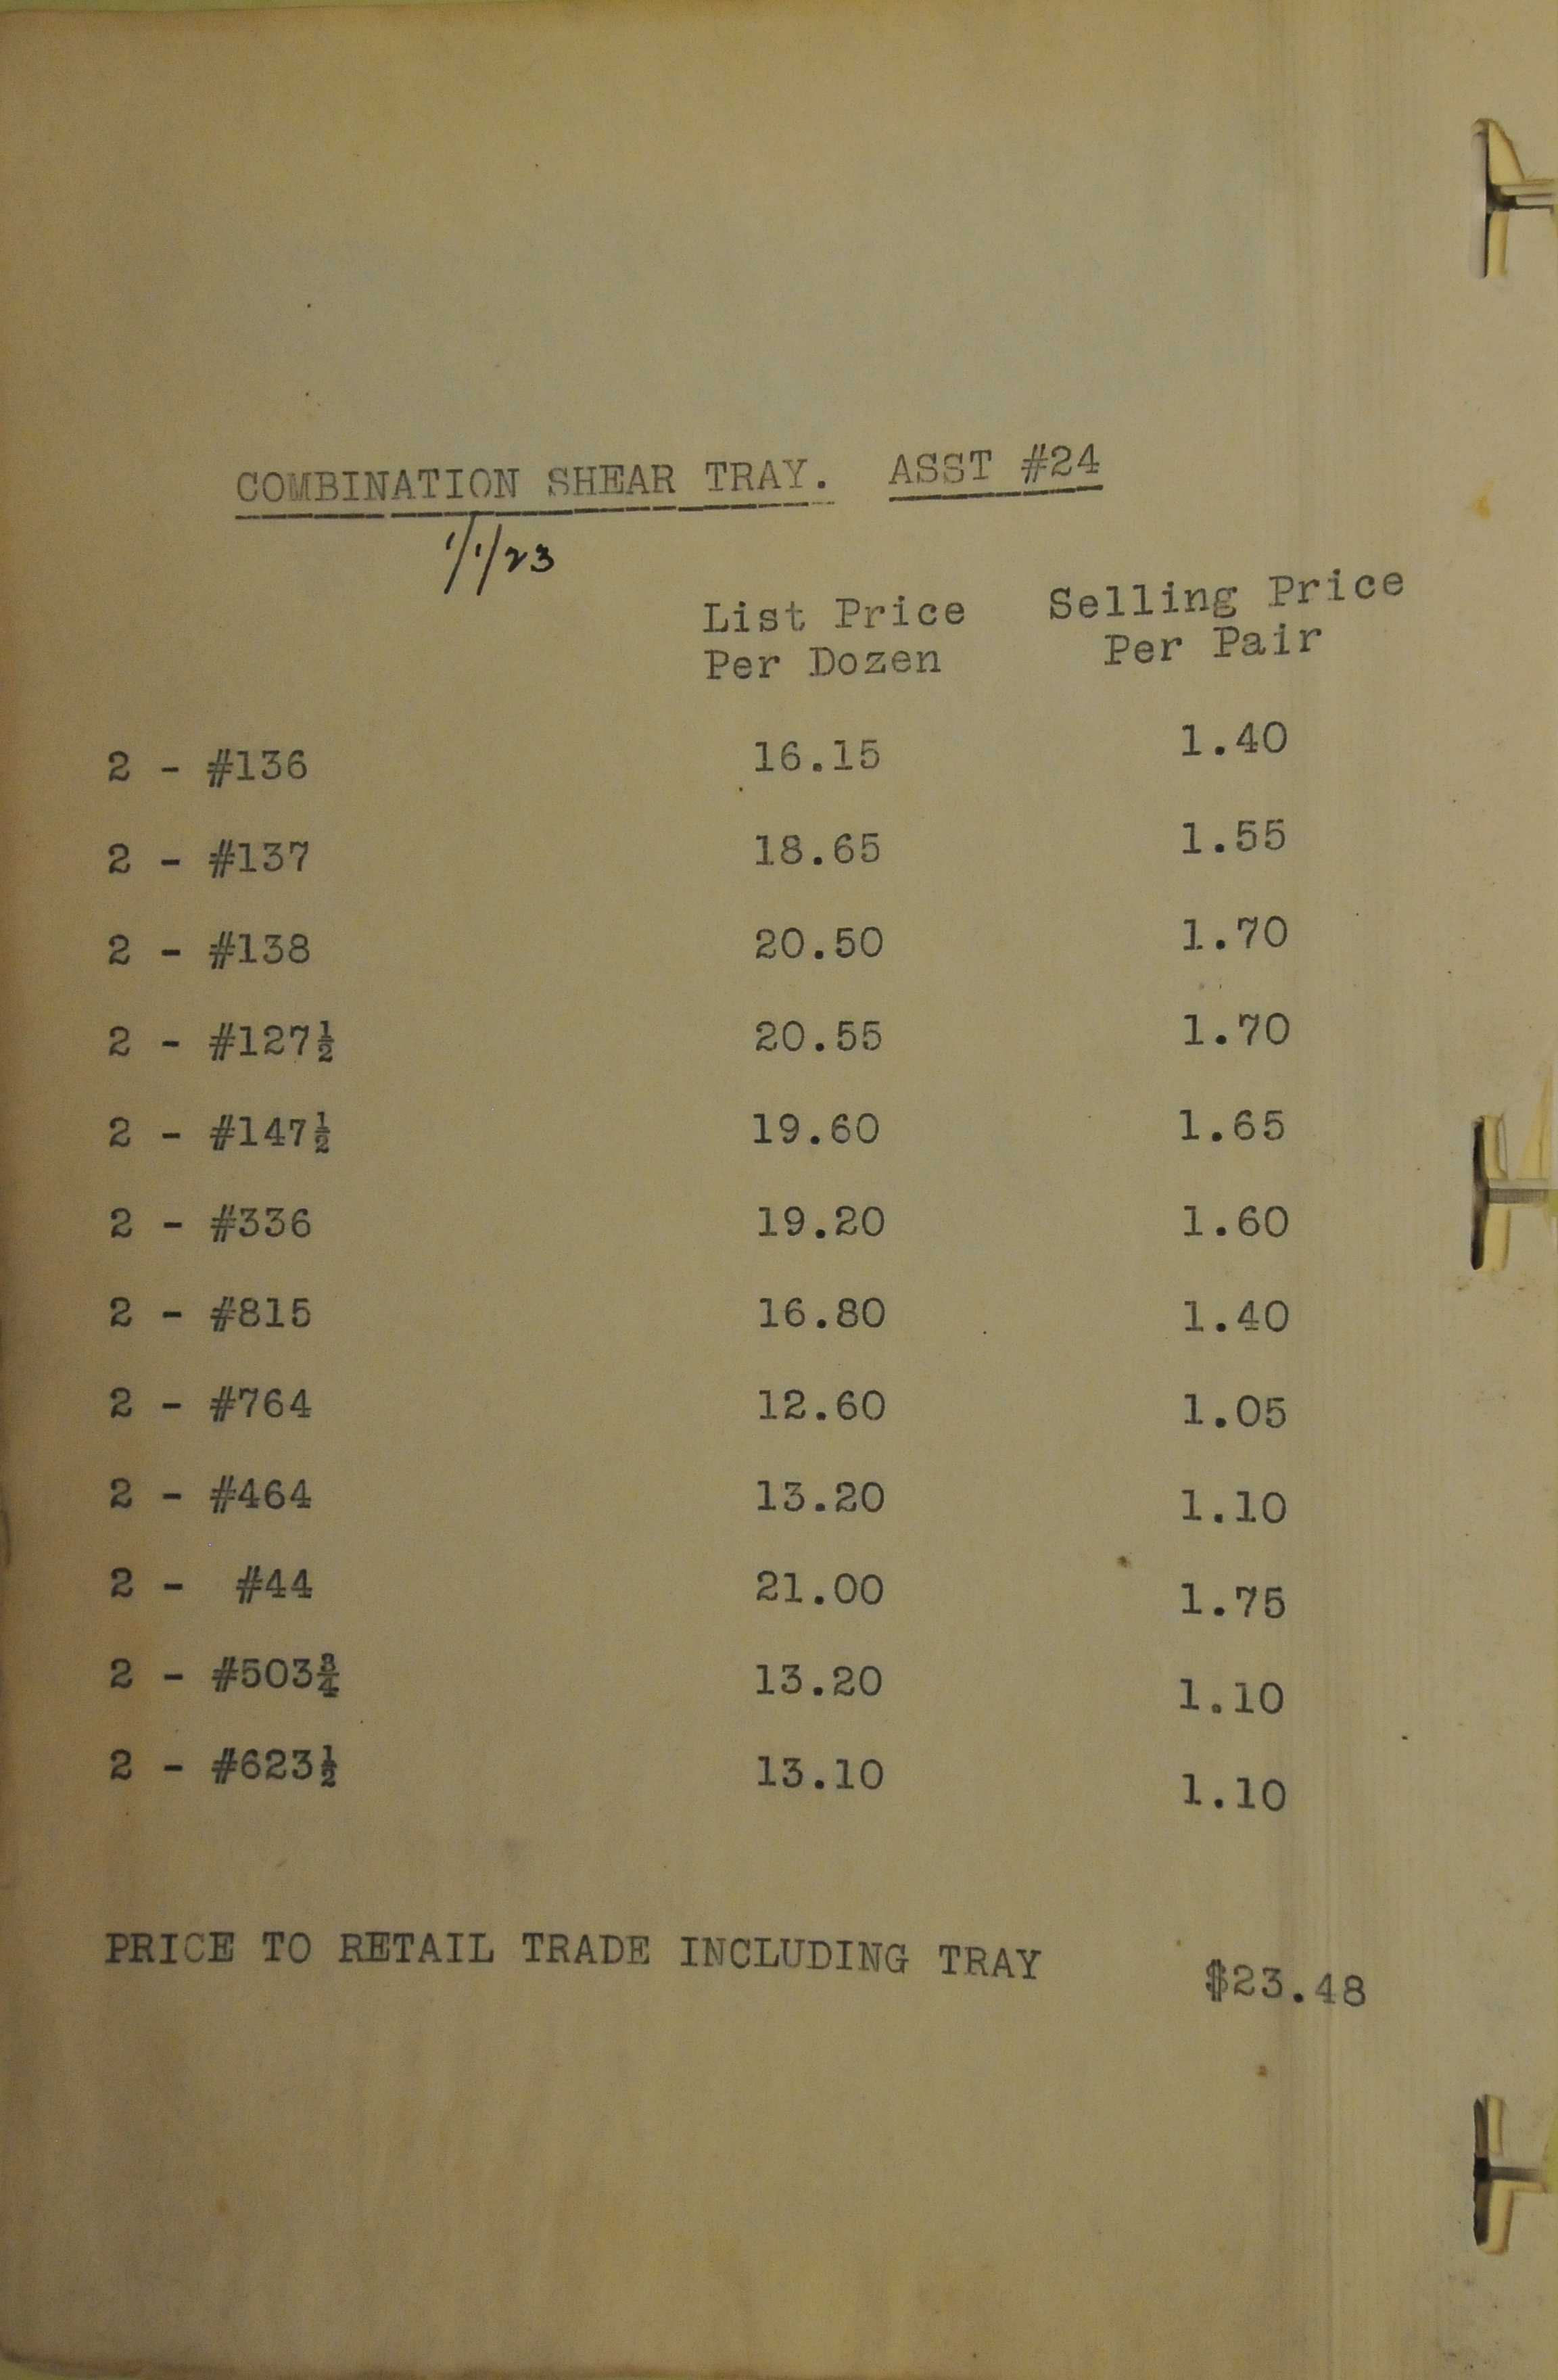 COMBINATION SHEAR TRAY. ASST #24
1/1/23
List Price Selling Price
Per Dozen Per Pair
2 - #136 16.15 1.40
2 - #137 18.65 1.55
2 - #138 20.50 1.70
2 - #127½ 20.55 1.70
2 - #147½ 19.60 1.65
2 - #336 19.20 1.60
2 - #815 16.80 1.40
2 - #764 12.60 1.05
2 - #464 13.20 1.10
2 - #44 21.00 1.75
2 - #503¾ 13.20 1.10
2 - #623½ 13.10 1.10
PRICE TO RETAIL TRADE INCLUDING TRAY $23.48